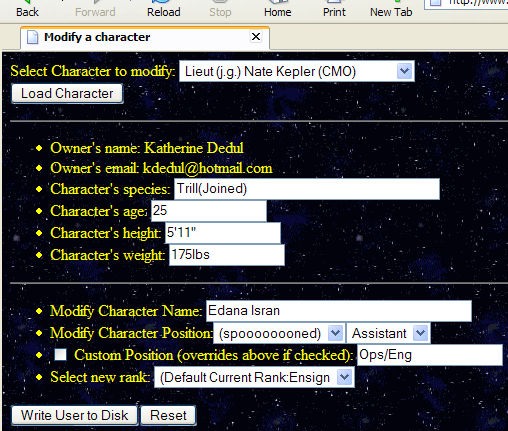 Back Forward Reload Stop Home Print New Tab
Modify a character
Select Character to modify: Lieut (j.g.) Nate Kepler (CMO)
Load Character
Owner's name: Katherine Dedul
Owner's email: kdedul@hotmail.com
Character's species: Trill(Joined)
Character's age: 25
Character's height: 5'11"
Character's weight: 175lbs
Modify Character Name: Edana Isran
Modify Character Position: (spoooooooned) Assistant
Custom Position (overrides above if checked): Ops/Eng
Select new rank: (Default Current Rank:Ensign
Write User to Disk Reset